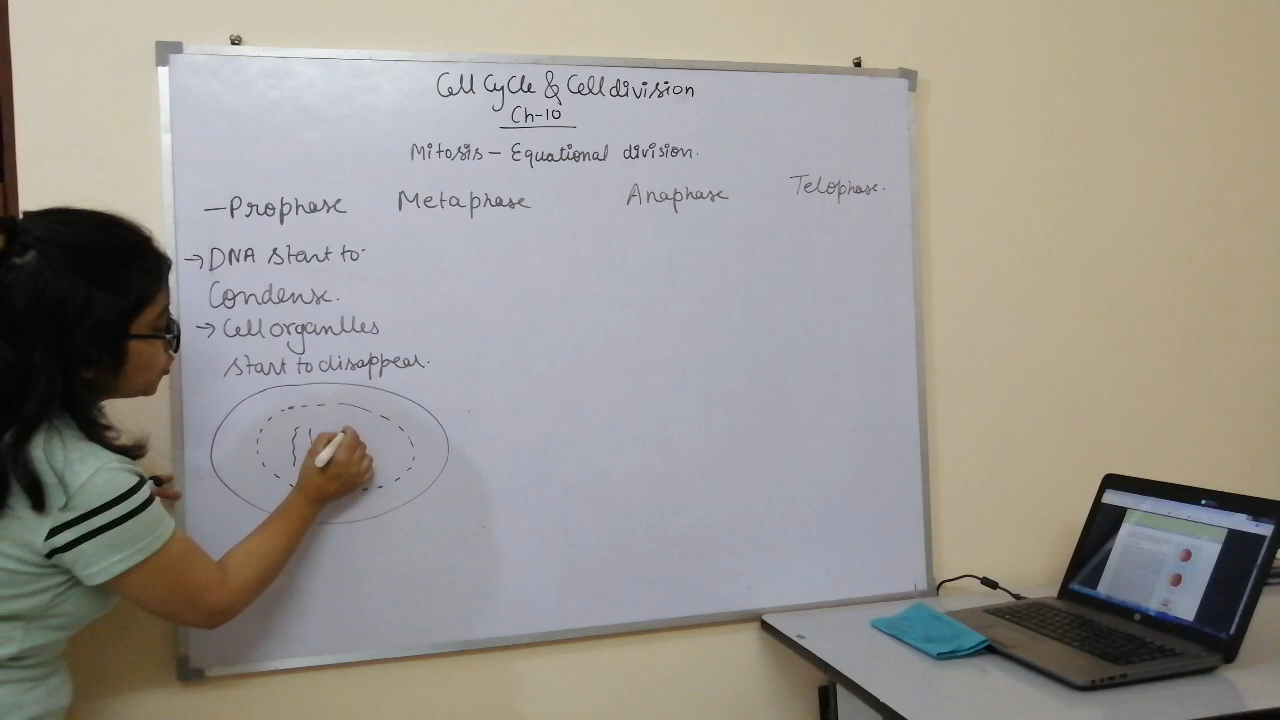 Cell Cycle & Cell division
Ch-10
Mitosis – Equational division.
–Prophase Metaphase Anaphase Telophase.
→ DNA start to
Condense.
→ Cell organlles
start to disappear.